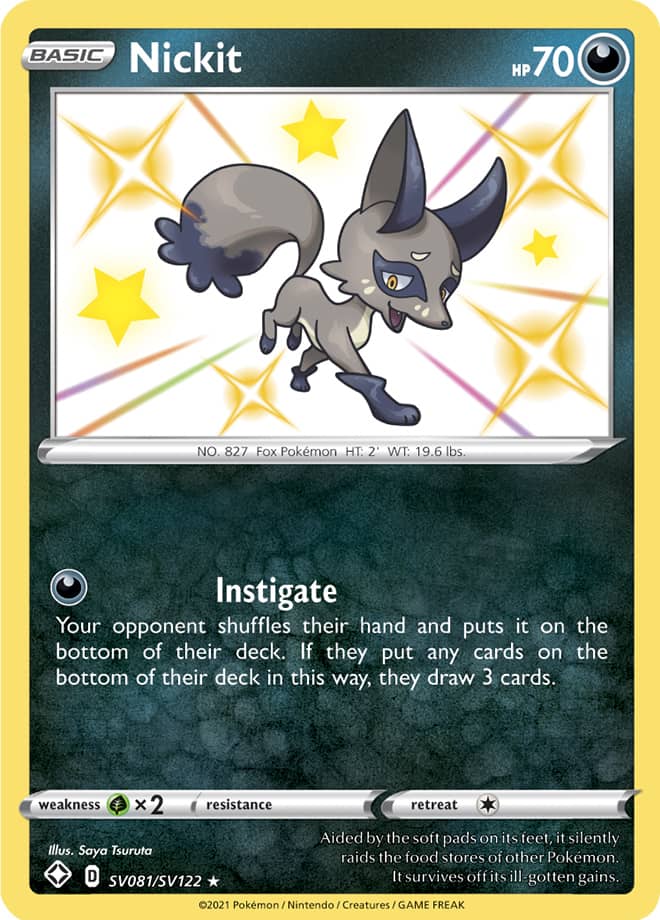 BASIC Nickit HP 70
NO. 827 Fox Pokémon HT: 2' WT: 19.6 lbs.
Instigate
Your opponent shuffles their hand and puts it on the
bottom of their deck. If they put any cards on the
bottom of their deck in this way, they draw 3 cards.
weakness ×2 resistance retreat
Illus. Saya Tsuruta
D SV081/SV122 ★
Aided by the soft pads on its feet, it silently
raids the food stores of other Pokémon.
It survives off its ill-gotten gains.
©2021 Pokémon / Nintendo / Creatures / GAME FREAK